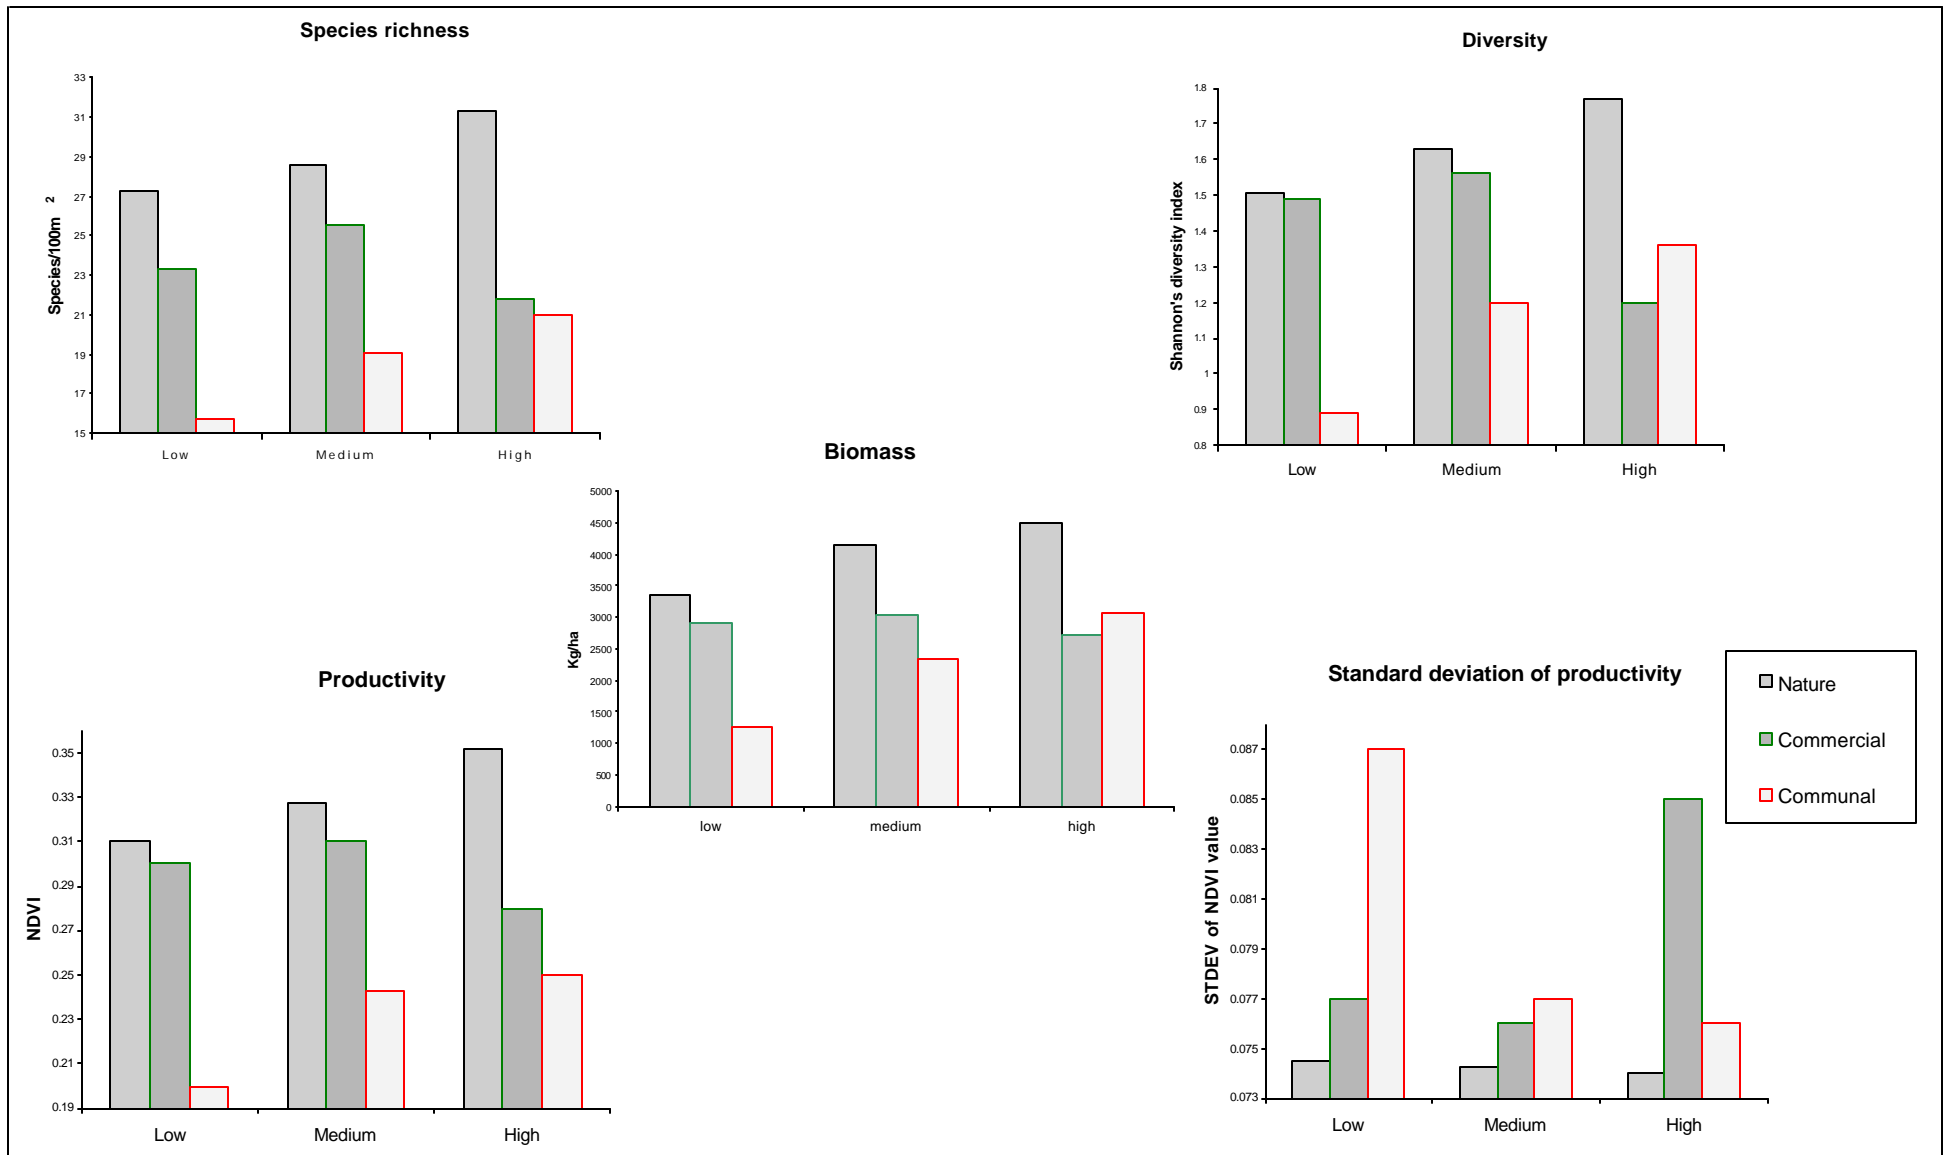 Species richness
33
31
29
27
25
23
21
19
17
15
Species/100m 2
Low Medium High
Diversity
1.8
1.7
1.6
1.5
1.4
1.3
1.2
1.1
1
0.9
0.8
Shannon's diversity index
Low Medium High
Biomass
5000
4500
4000
3500
3000
2500
2000
1500
1000
500
0
Kg/ha
low medium high
Productivity
0.35
0.33
0.31
0.29
0.27
0.25
0.23
0.21
0.19
NDVI
Low Medium High
Standard deviation of productivity
0.087
0.085
0.083
0.081
0.079
0.077
0.075
0.073
STDEV of NDVI value
Low Medium High
Nature
Commercial
Communal